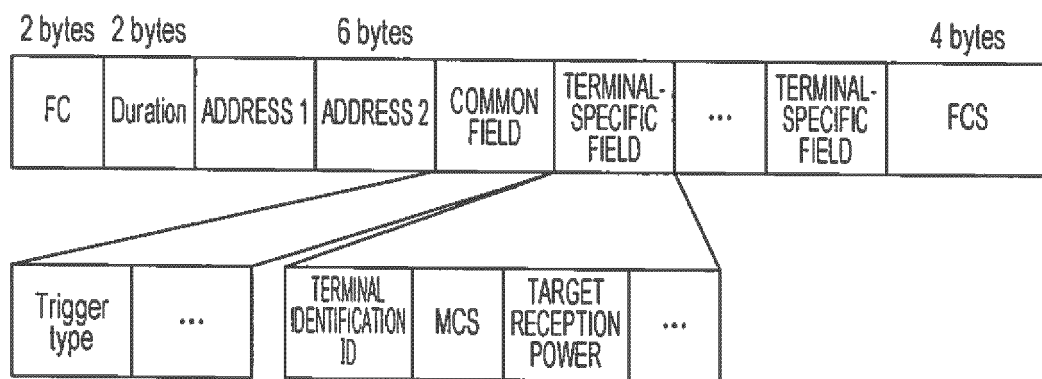 2 bytes 2 bytes 6 bytes 4 bytes
FC Duration ADDRESS 1 ADDRESS 2 COMMON FIELD TERMINAL-SPECIFIC FIELD ... TERMINAL-SPECIFIC FIELD FCS
Trigger type ... TERMINAL IDENTIFICATION ID MCS TARGET RECEPTION POWER ...